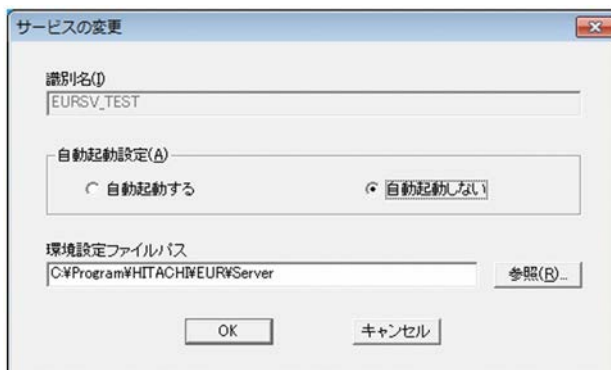 サービスの変更
識別名(I)
EURSV_TEST
自動起動設定(A)
自動起動する
自動起動しない
環境設定ファイルパス
C:¥Program¥HITACHI¥EUR¥Server
参照(R)...
OK
キャンセル